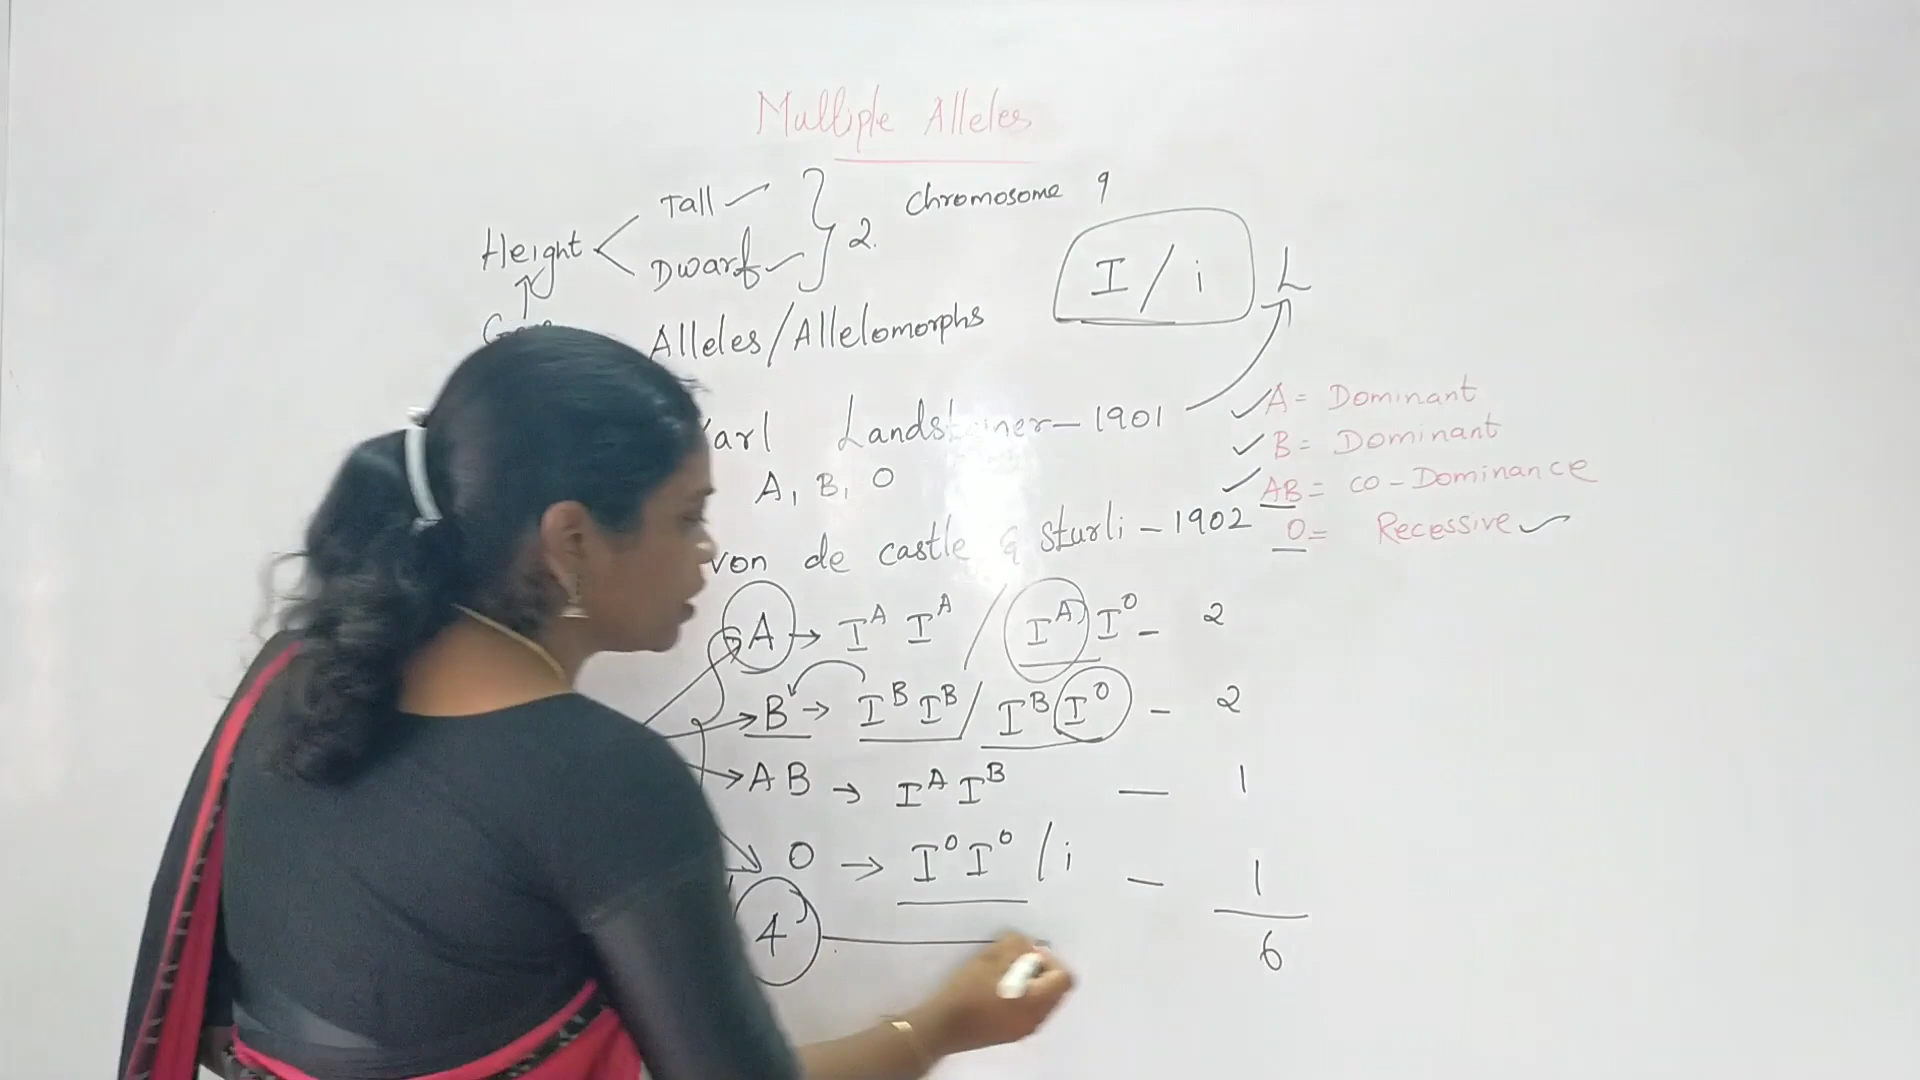 Multiple Alleles
Tall
Height
Dwarf
2.
Chromosome 9
I / i
L
Alleles/Allelomorphs
arl Landsteiner - 1901
A, B, O
von de castle & Sturli - 1902
A = Dominant
B = Dominant
AB = co-Dominance
O = Recessive
A → I^A I^A / I^A I^O - 2
B → I^B I^B / I^B I^O - 2
AB → I^A I^B - 1
O → I^O I^O / i - 1
4
6